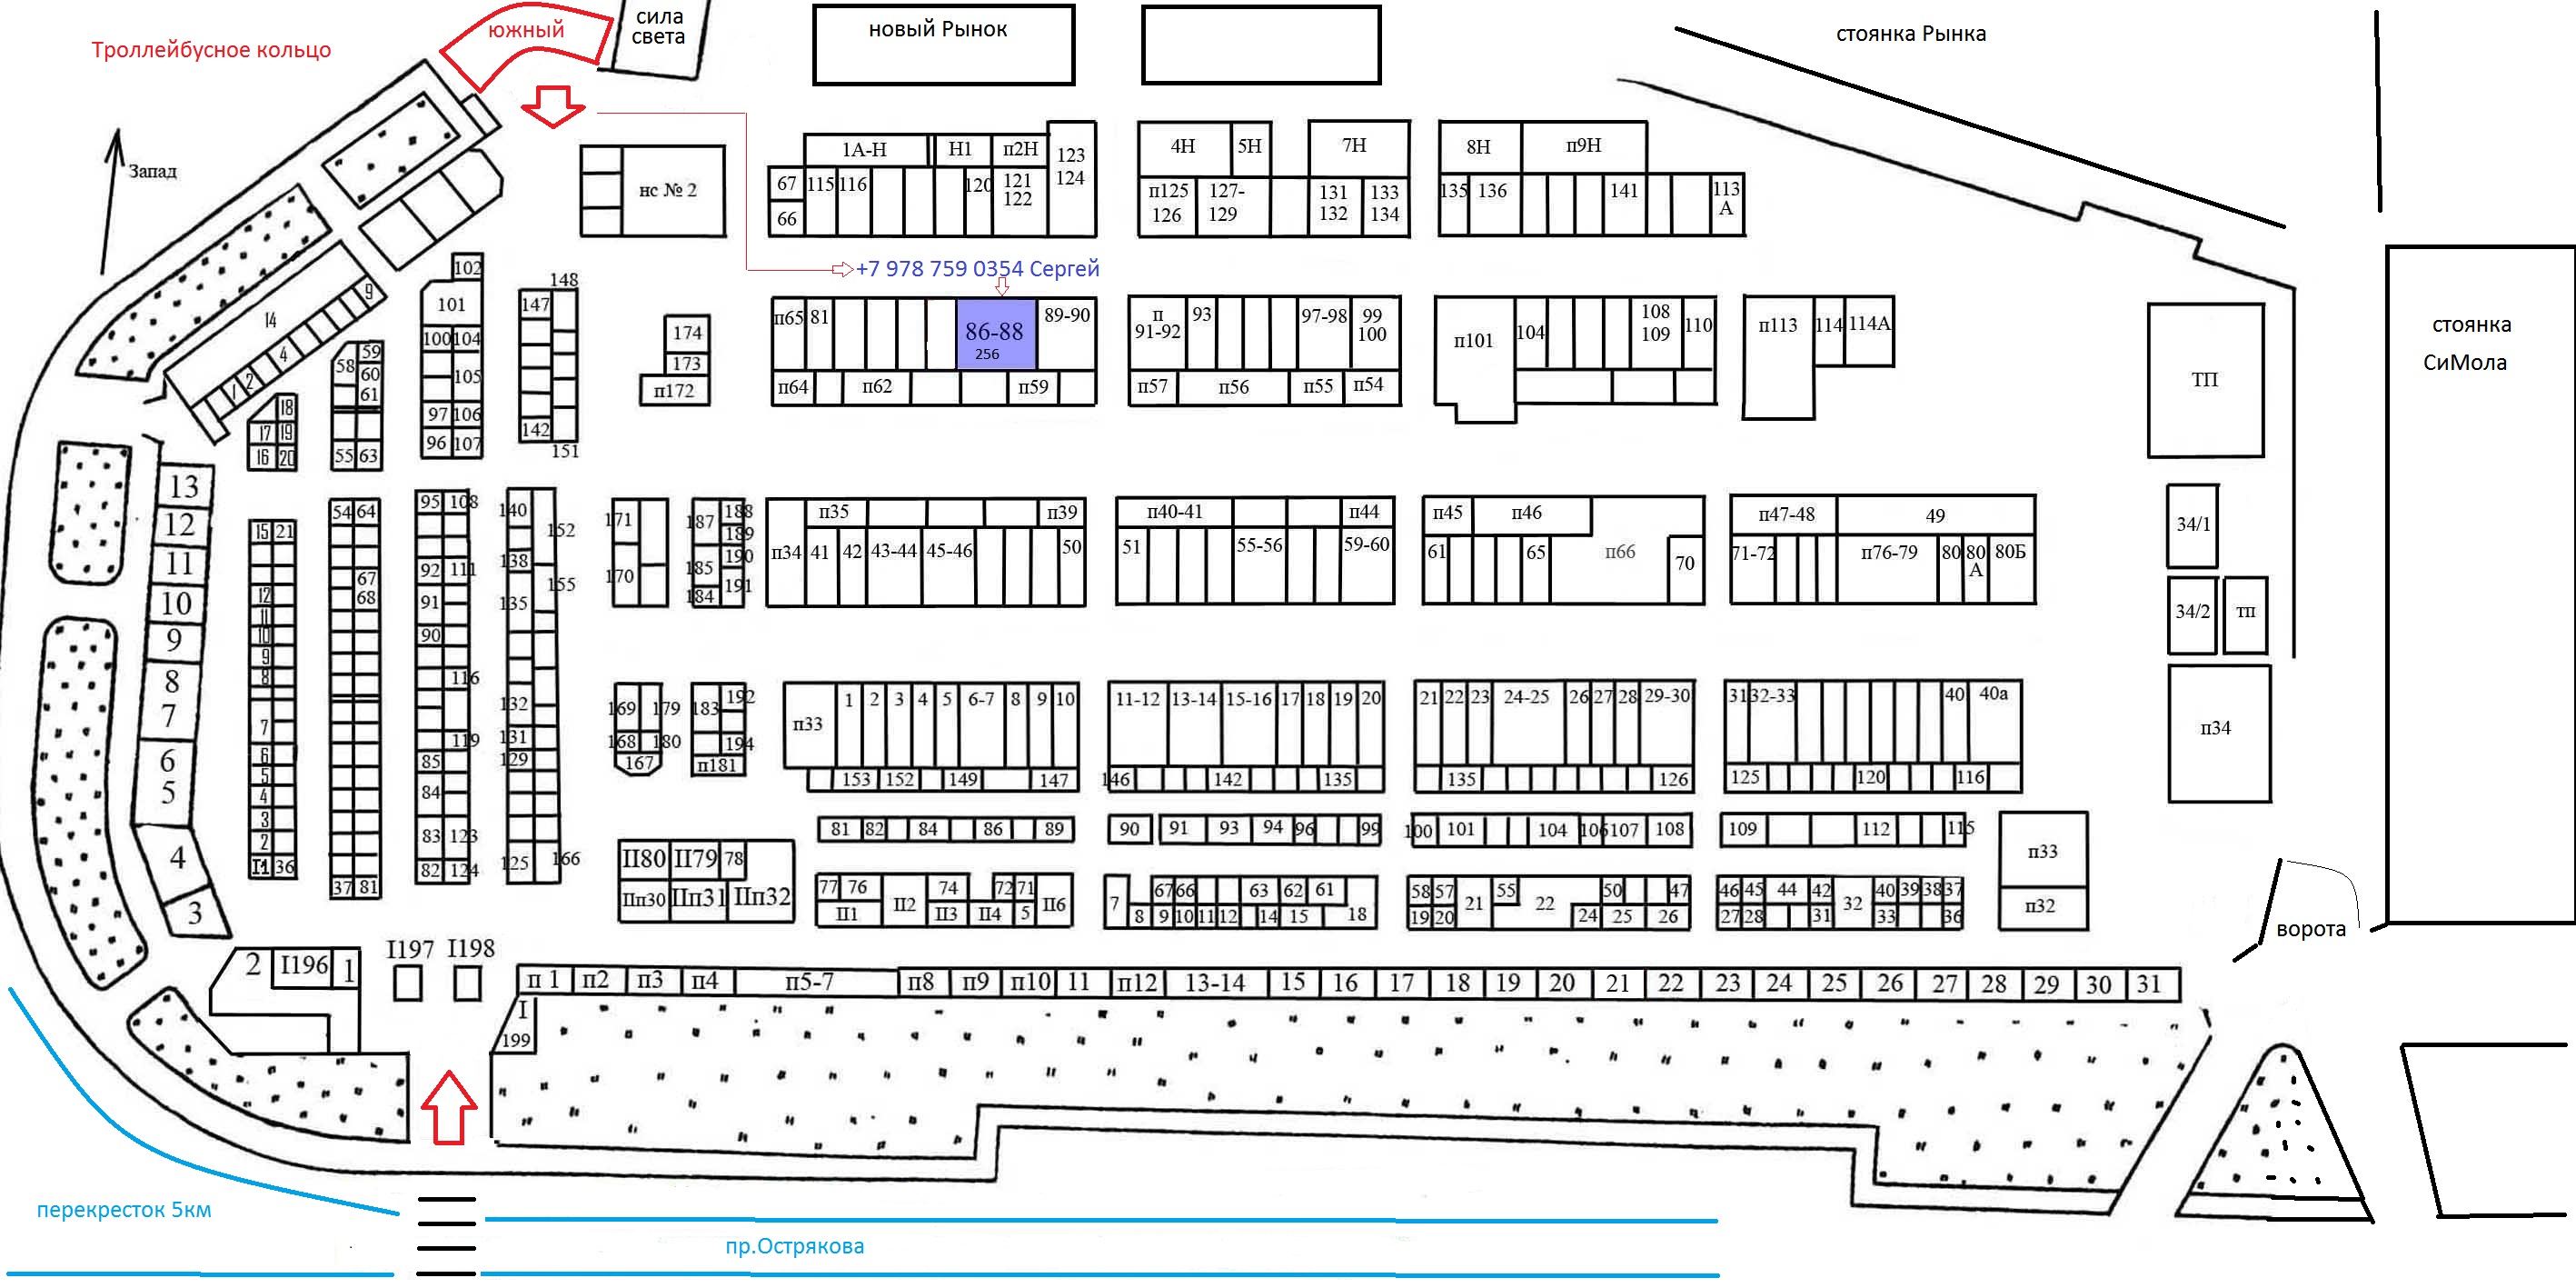 Троллейбусное кольцо
южный
сила
света
новый Рынок
стоянка Рынка
Запад
нс № 2
1А-Н Н1 п2Н 123
124
67 115 116 120 121
122
66
4Н 5Н 7Н
п125
126 127-
129 131
132 133
134
8Н п9Н
135 136 141 113
А
+7 978 759 0354 Сергей
14
1 2 4 9
102
101
100 104
105
97 106
96 107
148
147
142
151
58 59
60
61
55 63
18
17 19
16 20
174
173
п172
п65 81 86-88
256
89-90
п64 п62 п59
п
91-92 93 97-98 99
100
п57 п56 п55 п54
п101 104 108
109 110
п113 114 114А
ТП
стоянка
СиМола
13
12
11
10
9
8
7
6
5
4
3
15 21
12
11
10
9
8
7
6
5
4
3
2
Т1 36
54 64
67
68
37 81
95 108
92 111
91
90
116
119
85
84
83 123
82 124
140
152
138
155
135
132
131
129
125 166
171
170
187 188
189
190
185
191
184
п35 п39
п34 41 42 43-44 45-46 50
п40-41 п44
51 55-56 59-60
п45 п46
61 65 п66 70
п47-48 49
71-72 п76-79 80 80
А 80Б
34/1
34/2 тп
п34
169 179
168 180
167
183 192
194
п181
п33 1 2 3 4 5 6-7 8 9 10
153 152 149 147
11-12 13-14 15-16 17 18 19 20
146 142 135
21 22 23 24-25 26 27 28 29-30
135 126
31 32-33 40 40а
125 120 116
81 82 84 86 89
90 91 93 94 96 99
100 101 104 106 107 108
109 112 115
п33
п32
П80 П79 78
Пп30 Пп31 Пп32
77 76 74 72 71
П1 П2 П3 П4 5 П6
7 67 66 63 62 61
8 9 10 11 12 14 15 18
58 57 55 50 47
19 20 21 22 24 25 26
46 45 44 42 40 39 38 37
27 28 31 32 33 36
ворота
2 I196 1
I197 I198
п 1 п2 п3 п4 п5-7 п8 п9 п10 11 п12 13-14 15 16 17 18 19 20 21 22 23 24 25 26 27 28 29 30 31
I
199
перекресток 5км
пр.Острякова